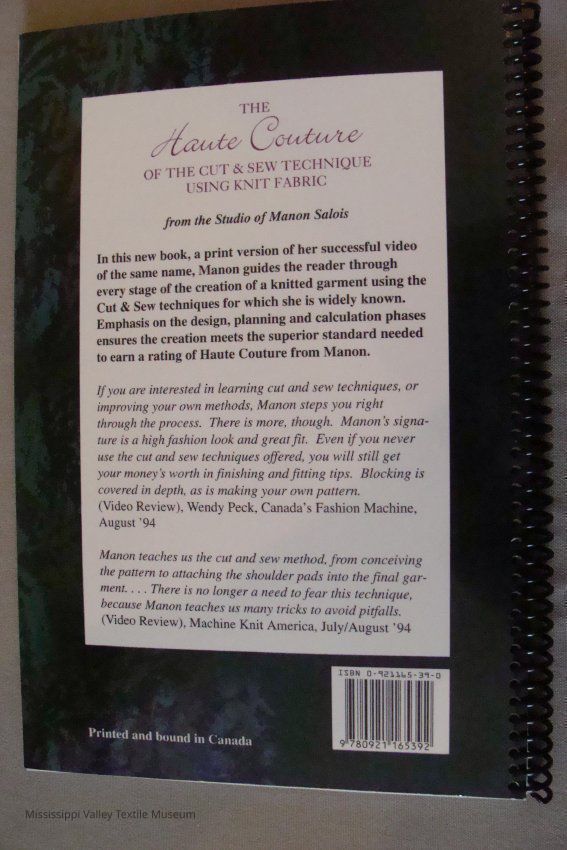 THE
Haute Couture
OF THE CUT & SEW TECHNIQUE
USING KNIT FABRIC
from the Studio of Manon Salois
In this new book, a print version of her successful video
of the same name, Manon guides the reader through
every stage of the creation of a knitted garment using the
Cut & Sew techniques for which she is widely known.
Emphasis on the design, planning and calculation phases
ensures the creation meets the superior standard needed
to earn a rating of Haute Couture from Manon.
If you are interested in learning cut and sew techniques, or
improving your own methods, Manon steps you right
through the process. There is more, though. Manon's signa-
ture is a high fashion look and great fit. Even if you never
use the cut and sew techniques offered, you will still get
your money's worth in finishing and fitting tips. Blocking is
covered in depth, as is making your own pattern.
(Video Review), Wendy Peck, Canada's Fashion Machine,
August '94
Manon teaches us the cut and sew method, from conceiving
the pattern to attaching the shoulder pads into the final gar-
ment. . . . There is no longer a need to fear this technique,
because Manon teaches us many tricks to avoid pitfalls.
(Video Review), Machine Knit America, July/August '94
ISBN 0-921165-39-0
9 780921 165392
Printed and bound in Canada
Mississippi Valley Textile Museum